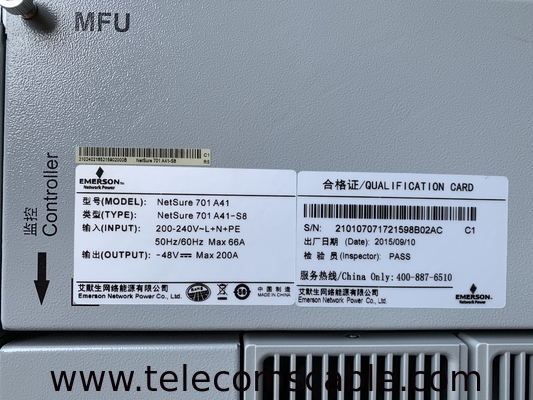 MFU
监控
Controller
NetSure 701 A41-S8
C1
EMERSON
Network Power
型号(MODEL): NetSure 701 A41
类型(TYPE): NetSure 701 A41-S8
输入(INPUT): 200-240V~L+N+PE
50Hz/60Hz Max 66A
输出(OUTPUT): -48V⎓ Max 200A
艾默生网络能源有限公司
Emerson Network Power Co., Ltd.
中国制造
MADE IN CHINA
合格证/QUALIFICATION CARD
S/N: 210107071721598B02AC C1
出厂日期 (Date): 2015/09/10
检验员(Inspector): PASS
服务热线/China Only: 400-887-6510
艾默生网络能源有限公司
Emerson Network Power Co., Ltd.
EMERSON
Network Power
www.telecomscable.com